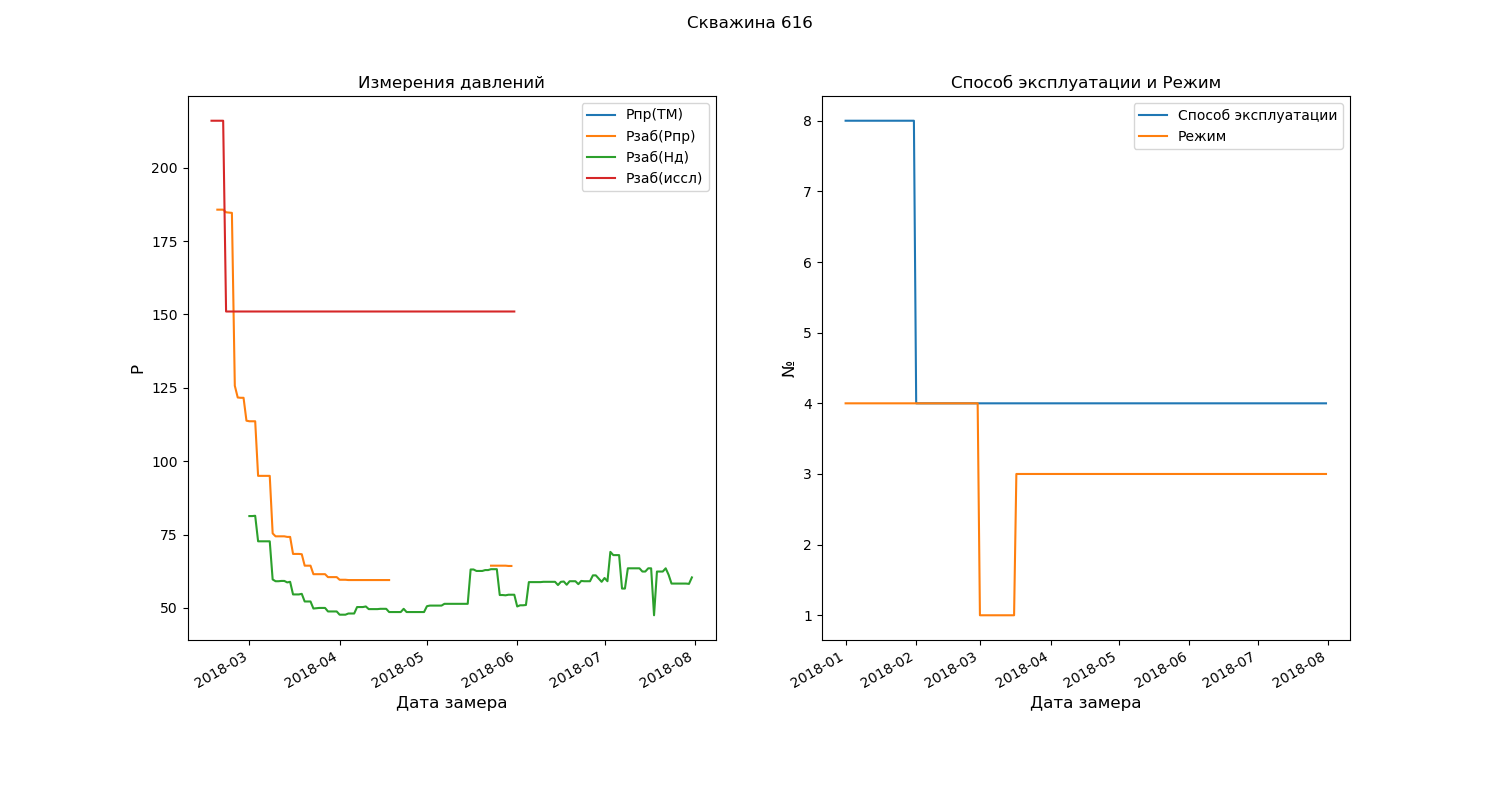 Скважина 616
Измерения давлений
Рпр(ТМ)
Рзаб(Рпр)
Рзаб(Нд)
Рзаб(иссл)
200
175
150
125
100
75
50
Р
2018-03
2018-04
2018-05
2018-06
2018-07
2018-08
Дата замера
Способ эксплуатации и Режим
Способ эксплуатации
Режим
8
7
6
5
4
3
2
1
№
2018-01
2018-02
2018-03
2018-04
2018-05
2018-06
2018-07
2018-08
Дата замера